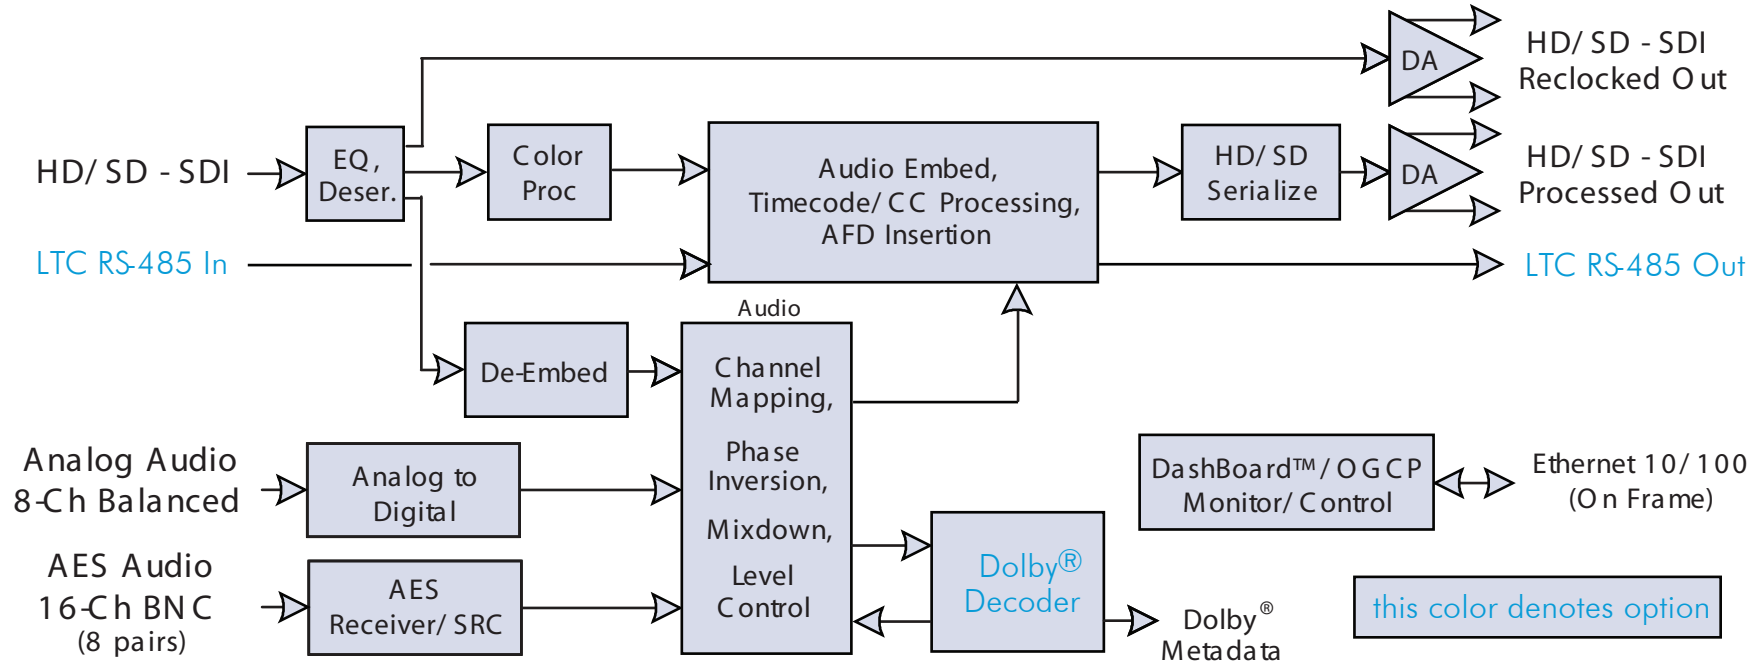 HD/SD - SDI
Reclocked Out
DA
HD/SD - SDI
EQ,
Deser.
Color
Proc
Audio Embed,
Timecode/CC Processing,
AFD Insertion
HD/SD
Serialize
DA
HD/SD - SDI
Processed Out
LTC RS-485 In
LTC RS-485 Out
Audio
De-Embed
Channel
Mapping,
Phase
Inversion,
Mixdown,
Level
Control
Analog Audio
8-Ch Balanced
Analog to
Digital
DashBoard™/OGCP
Monitor/Control
Ethernet 10/100
(On Frame)
AES Audio
16-Ch BNC
(8 pairs)
AES
Receiver/SRC
Dolby®
Decoder
Dolby®
Metadata
this color denotes option